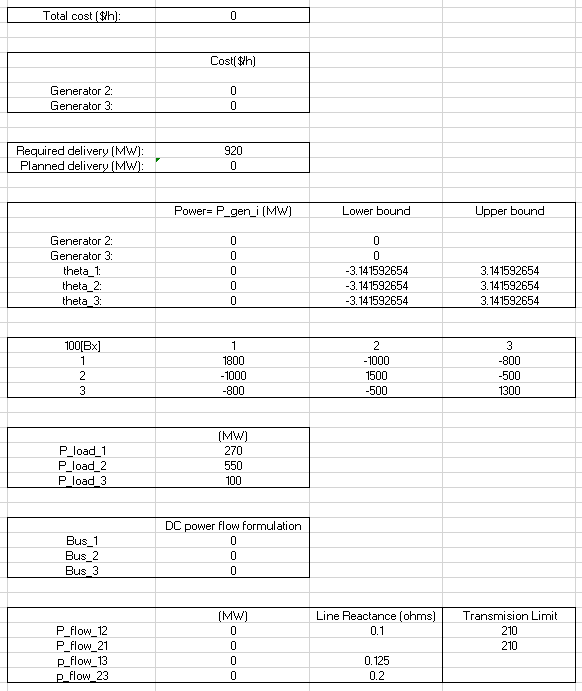 Total cost ($/h): 0
Cost($/h)
Generator 2: 0
Generator 3: 0
Required delivery (MW): 920
Planned delivery (MW): 0
Power= P_gen_i (MW) Lower bound Upper bound
Generator 2: 0 0
Generator 3: 0 0
theta_1: 0 -3.141592654 3.141592654
theta_2: 0 -3.141592654 3.141592654
theta_3: 0 -3.141592654 3.141592654
100[Bx] 1 2 3
1 1800 -1000 -800
2 -1000 1500 -500
3 -800 -500 1300
(MW)
P_load_1 270
P_load_2 550
P_load_3 100
DC power flow formulation
Bus_1 0
Bus_2 0
Bus_3 0
(MW) Line Reactance (ohms) Transmision Limit
P_flow_12 0 0.1 210
P_flow_21 0 210
p_flow_13 0 0.125
p_flow_23 0 0.2